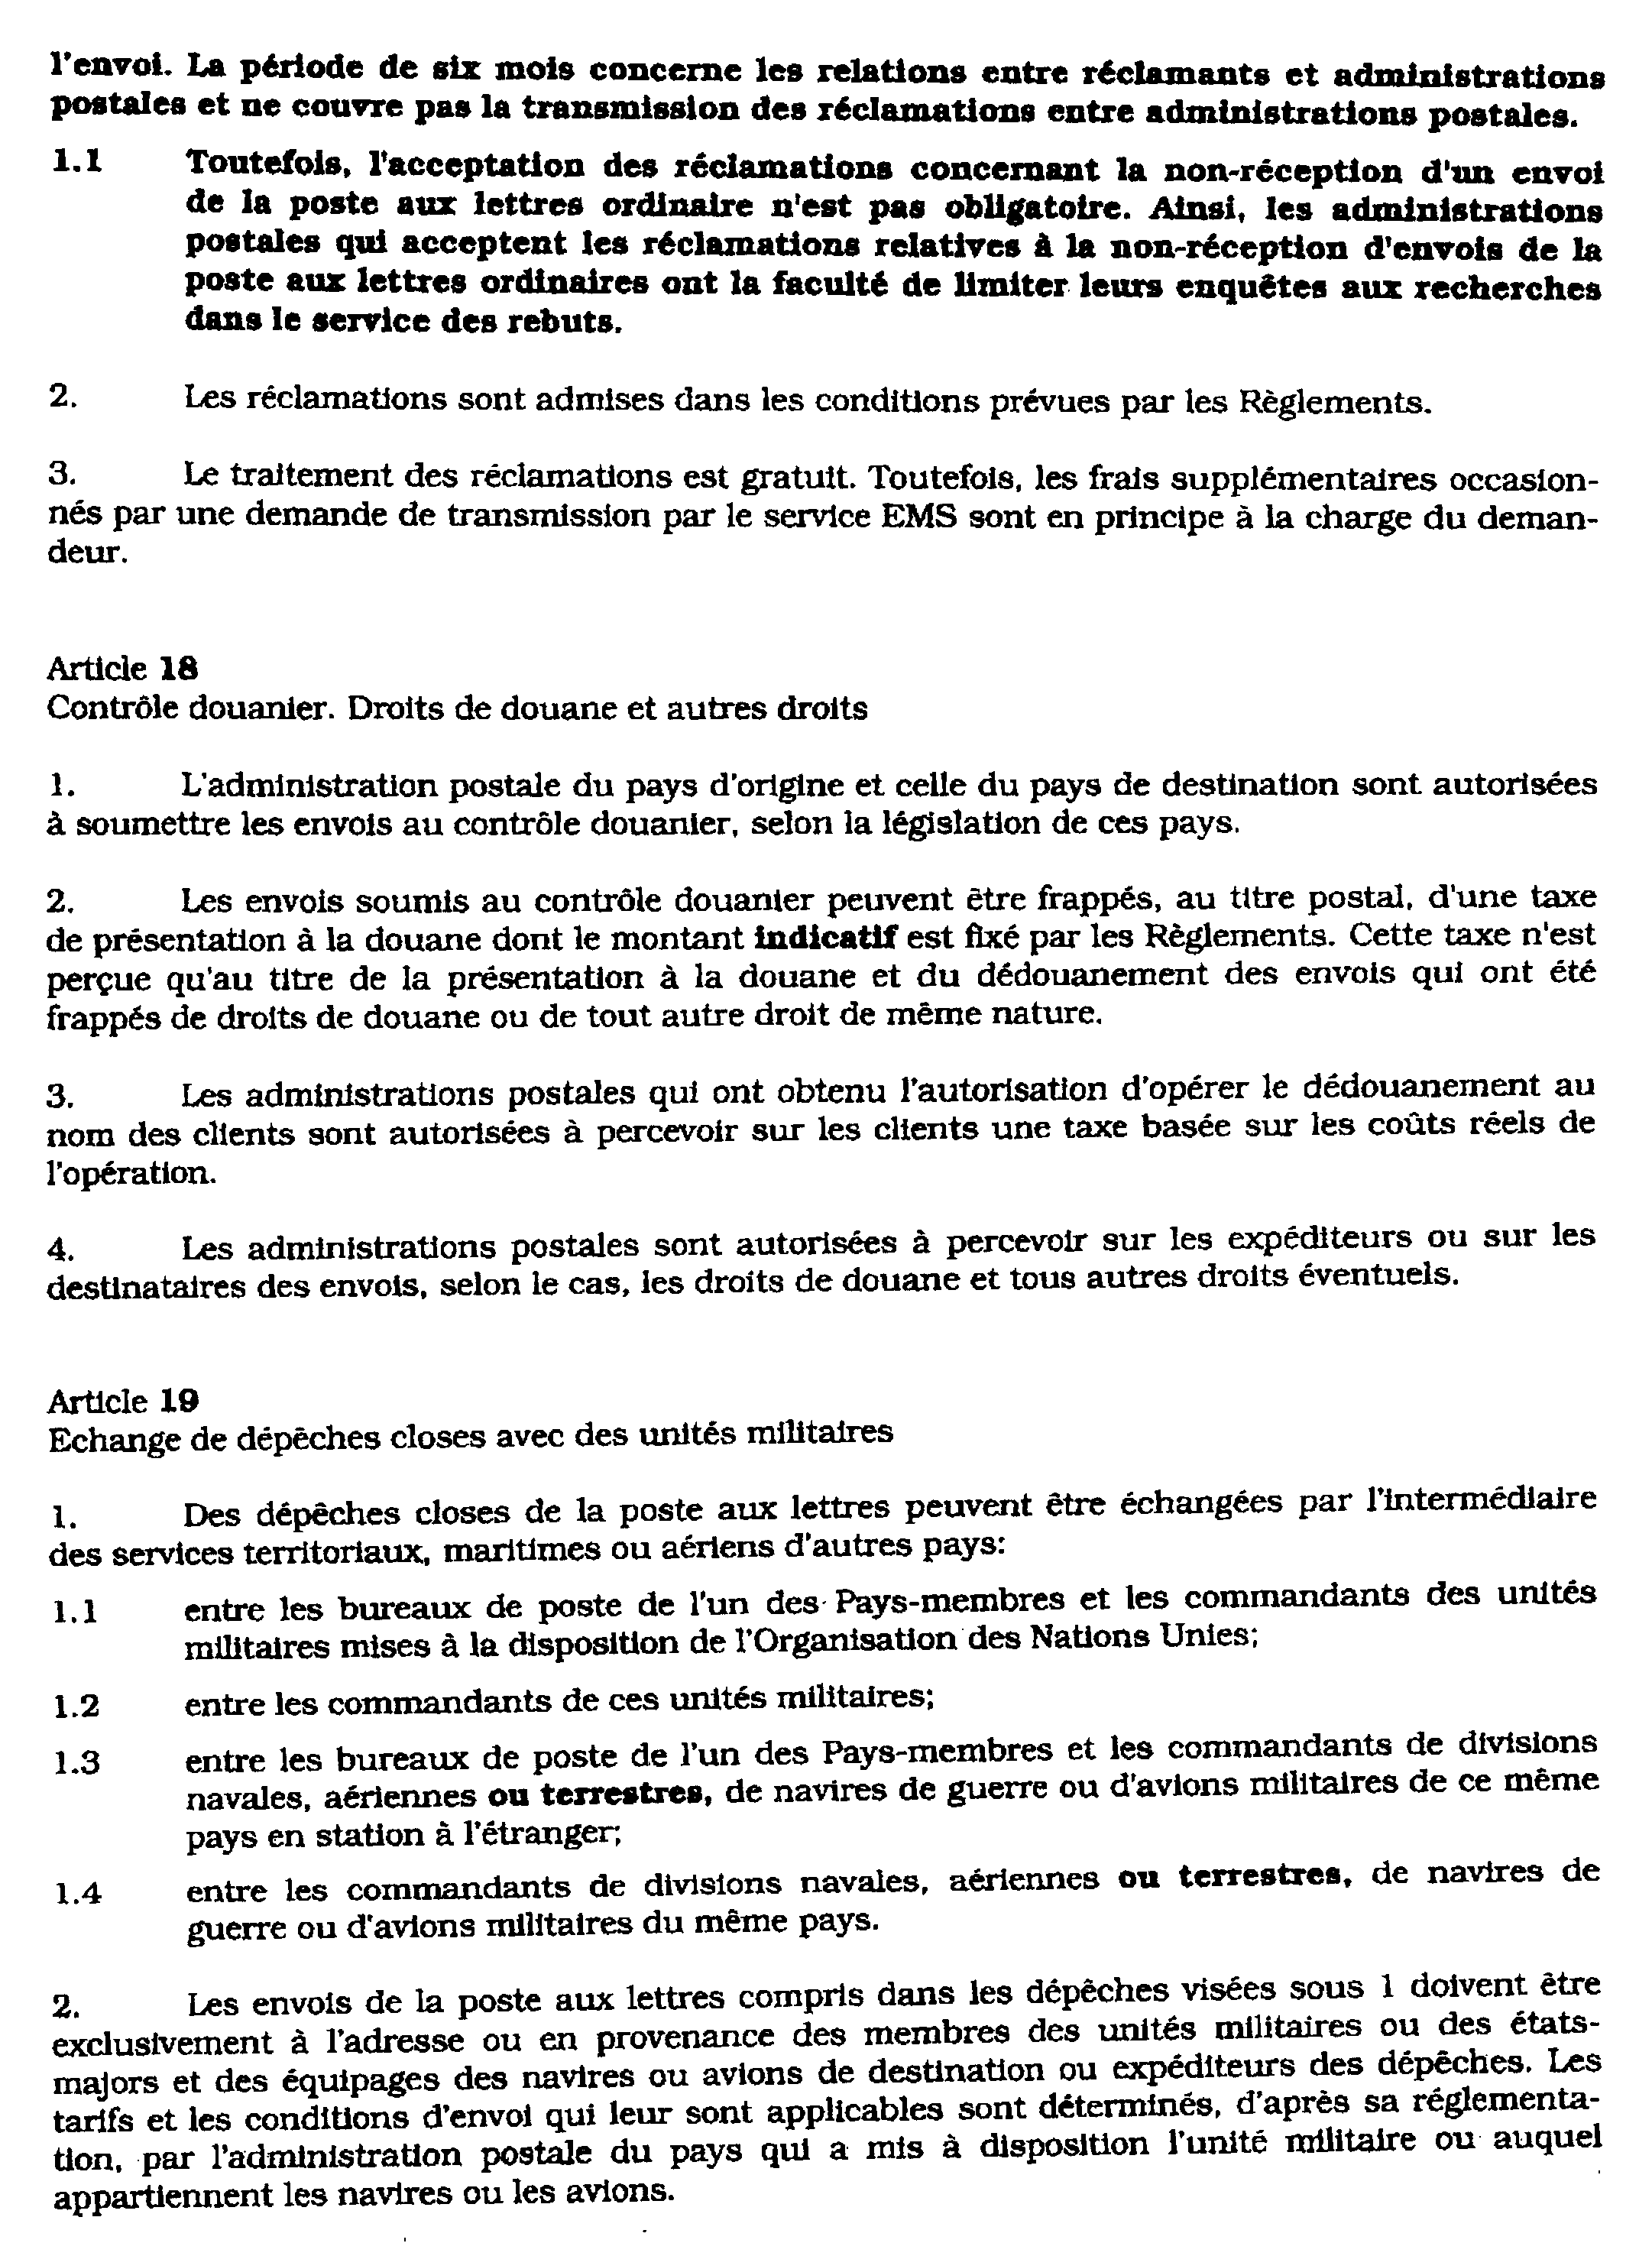 l'envoi. La période de six mois concerne les relations entre réclamants et administrations
postales et ne couvre pas la transmission des réclamations entre administrations postales.
1.1 Toutefois, l'acceptation des réclamations concernant la non-réception d'un envoi
de la poste aux lettres ordinaire n'est pas obligatoire. Ainsi, les administrations
postales qui acceptent les réclamations relatives à la non-réception d'envois de la
poste aux lettres ordinaires ont la faculté de limiter leurs enquêtes aux recherches
dans le service des rebuts.
2. Les réclamations sont admises dans les conditions prévues par les Règlements.
3. Le traitement des réclamations est gratuit. Toutefois, les frais supplémentaires occasion-
nés par une demande de transmission par le service EMS sont en principe à la charge du deman-
deur.
Article 18
Contrôle douanier. Droits de douane et autres droits
1. L'administration postale du pays d'origine et celle du pays de destination sont autorisées
à soumettre les envois au contrôle douanier, selon la législation de ces pays.
2. Les envois soumis au contrôle douanier peuvent être frappés, au titre postal, d'une taxe
de présentation à la douane dont le montant indicatif est fixé par les Règlements. Cette taxe n'est
perçue qu'au titre de la présentation à la douane et du dédouanement des envois qui ont été
frappés de droits de douane ou de tout autre droit de même nature.
3. Les administrations postales qui ont obtenu l'autorisation d'opérer le dédouanement au
nom des clients sont autorisées à percevoir sur les clients une taxe basée sur les coûts réels de
l'opération.
4. Les administrations postales sont autorisées à percevoir sur les expéditeurs ou sur les
destinataires des envois, selon le cas, les droits de douane et tous autres droits éventuels.
Article 19
Echange de dépêches closes avec des unités militaires
1. Des dépêches closes de la poste aux lettres peuvent être échangées par l'intermédiaire
des services territoriaux, maritimes ou aériens d'autres pays:
1.1 entre les bureaux de poste de l'un des Pays-membres et les commandants des unités
militaires mises à la disposition de l'Organisation des Nations Unies;
1.2 entre les commandants de ces unités militaires;
1.3 entre les bureaux de poste de l'un des Pays-membres et les commandants de divisions
navales, aériennes ou terrestres, de navires de guerre ou d'avions militaires de ce même
pays en station à l'étranger;
1.4 entre les commandants de divisions navales, aériennes ou terrestres, de navires de
guerre ou d'avions militaires du même pays.
2. Les envois de la poste aux lettres compris dans les dépêches visées sous 1 doivent être
exclusivement à l'adresse ou en provenance des membres des unités militaires ou des états-
majors et des équipages des navires ou avions de destination ou expéditeurs des dépêches. Les
tarifs et les conditions d'envoi qui leur sont applicables sont déterminés, d'après sa réglementa-
tion, par l'administration postale du pays qui a mis à disposition l'unité militaire ou auquel
appartiennent les navires ou les avions.